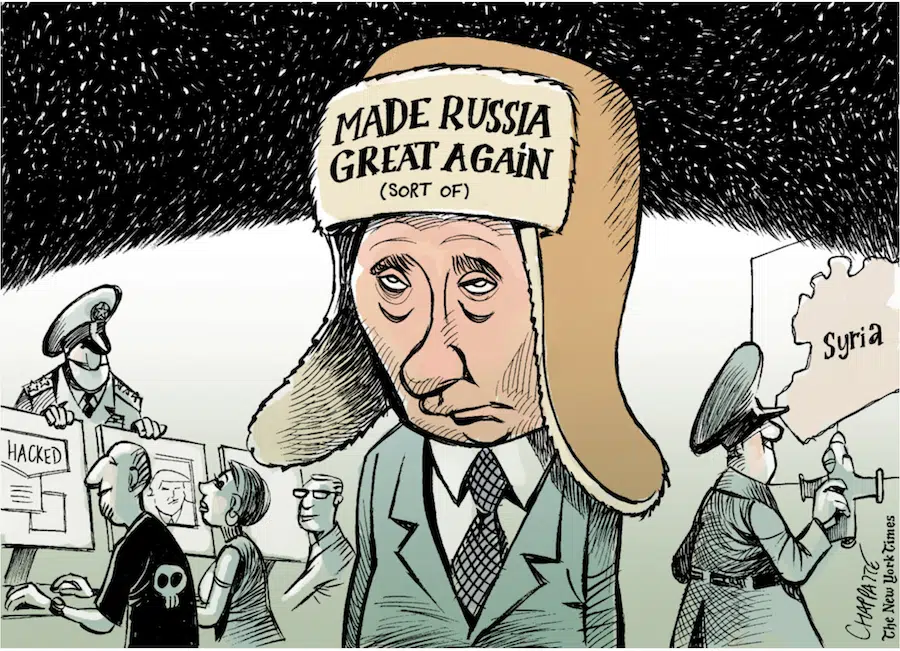 MADE RUSSIA
GREAT AGAiN
(SORT OF)
HACKED
Syria
CHAPPATTE
The New York Times